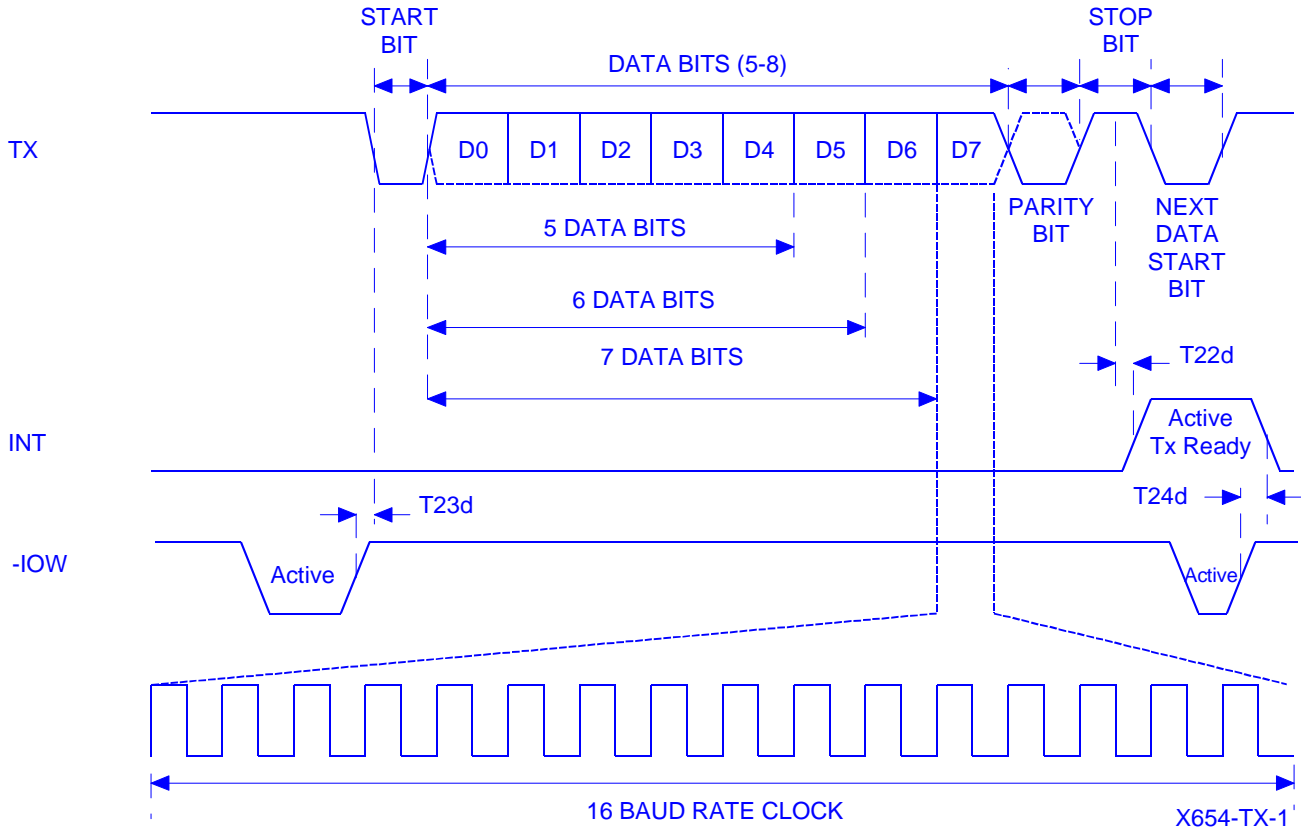 START
BIT
STOP
BIT
DATA BITS (5-8)
TX
D0 D1 D2 D3 D4 D5 D6 D7
PARITY
BIT
NEXT
DATA
START
BIT
5 DATA BITS
6 DATA BITS
7 DATA BITS
T22d
INT
Active
Tx Ready
T23d
T24d
-IOW
Active
Active
16 BAUD RATE CLOCK
X654-TX-1